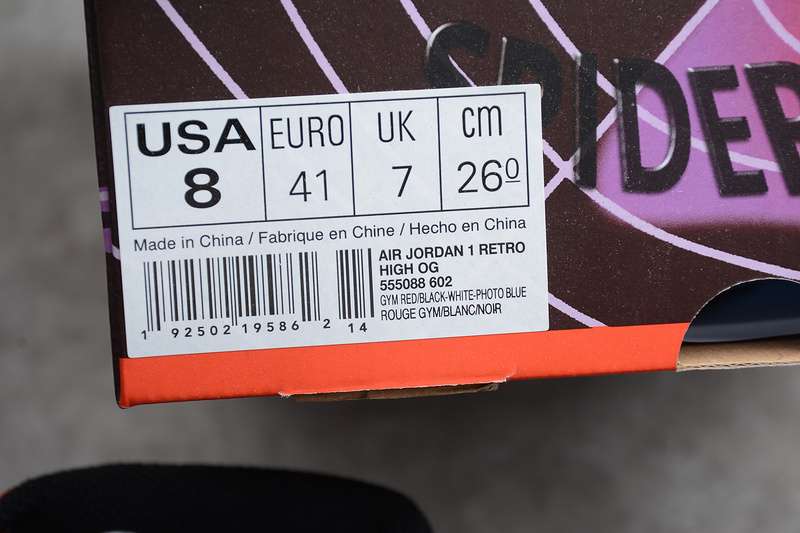 SPIDER
USA EURO UK cm
8 41 7 26⁰
Made in China / Fabrique en Chine / Hecho en China
AIR JORDAN 1 RETRO
HIGH OG
555088 602
GYM RED/BLACK-WHITE-PHOTO BLUE
ROUGE GYM/BLANC/NOIR
1 92502 19586 2 14